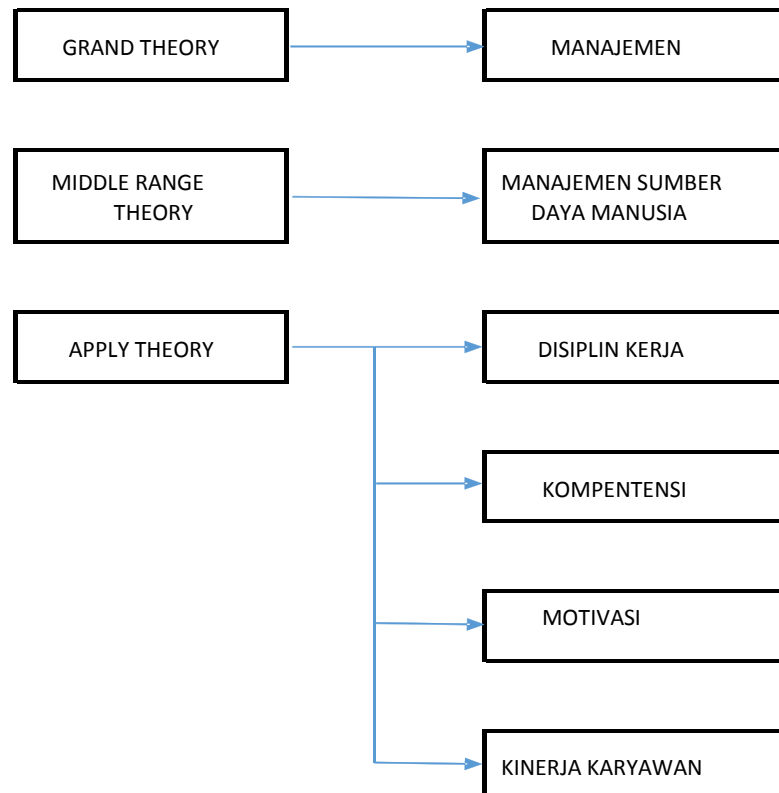 GRAND THEORY
MANAJEMEN
MIDDLE RANGE
THEORY
MANAJEMEN SUMBER
DAYA MANUSIA
APPLY THEORY
DISIPLIN KERJA
KOMPENTENSI
MOTIVASI
KINERJA KARYAWAN